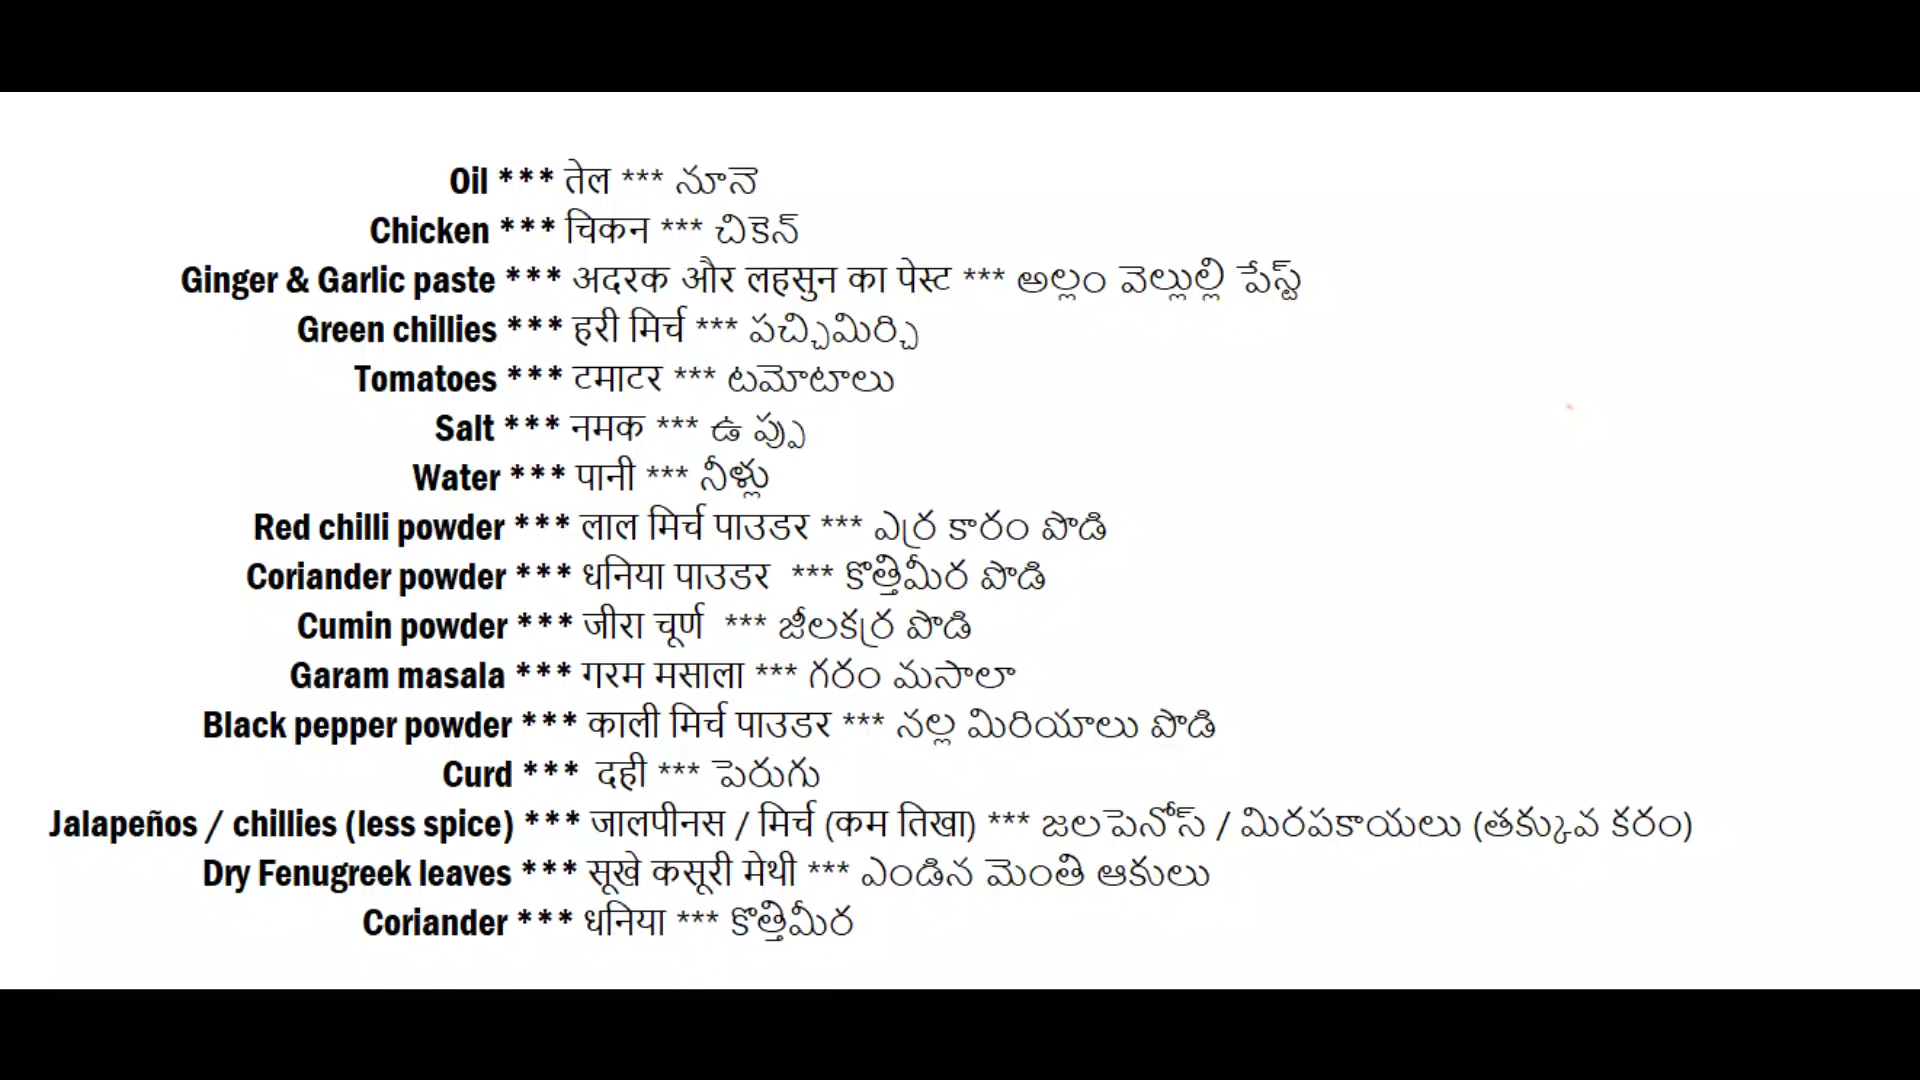 Oil *** तेल *** నూనె
Chicken *** चिकन *** చికెన్
Ginger & Garlic paste *** अदरक और लहसुन का पेस्ट *** అల్లం వెల్లుల్లి పేస్ట్
Green chillies *** हरी मिर्च *** పచ్చిమిర్చి
Tomatoes *** टमाटर *** టమోటాలు
Salt *** नमक *** ఉ ప్పు
Water *** पानी *** నీళ్లు
Red chilli powder *** लाल मिर्च पाउडर *** ఎర్ర కారం పొడి
Coriander powder *** धनिया पाउडर *** కొత్తిమీర పొడి
Cumin powder *** जीरा चूर्ण *** జీలకర్ర పొడి
Garam masala *** गरम मसाला *** గరం మసాలా
Black pepper powder *** काली मिर्च पाउडर *** నల్ల మిరియాలు పొడి
Curd *** दही *** పెరుగు
Jalapeños / chillies (less spice) *** जालपीनस / मिर्च (कम तिखा) *** జలపెనోస్ / మిరపకాయలు (తక్కువ కరం)
Dry Fenugreek leaves *** सूखे कसूरी मेथी *** ఎండిన మెంతి ఆకులు
Coriander *** धनिया *** కొత్తిమీర